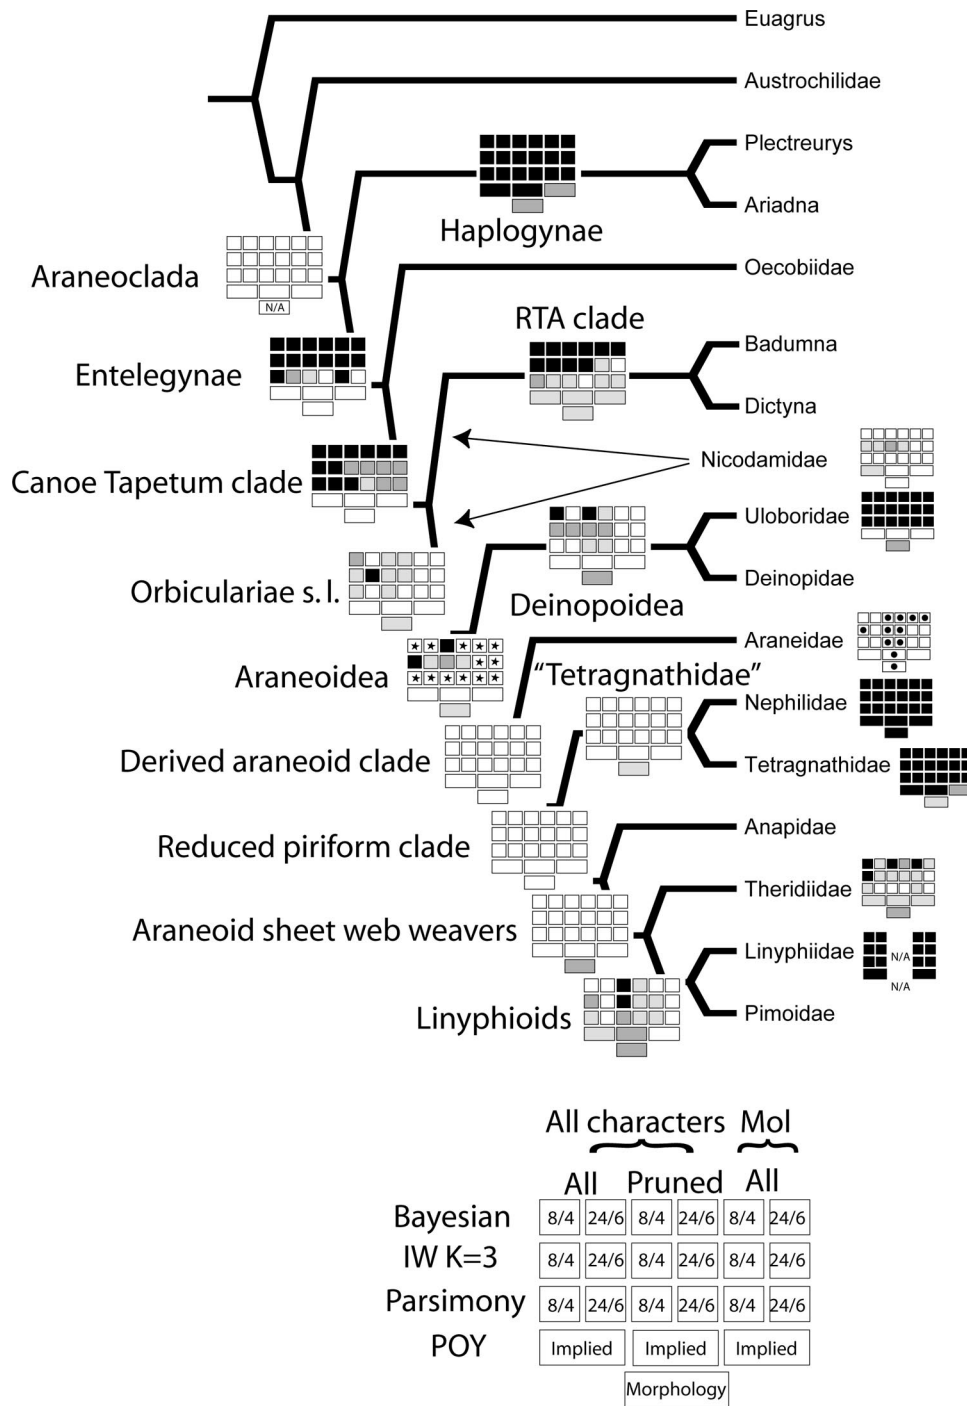 Euagrus
Austrochilidae
Plectreurys
Ariadna
Haplogynae
Araneoclada
N/A
Oecobiidae
RTA clade
Badumna
Entelegynae
Dictyna
Nicodamidae
Canoe Tapetum clade
Uloboridae
Deinopidae
Orbiculariae s. l.
Deinopoidea
Araneidae
Araneoidea
“Tetragnathidae”
Nephilidae
Derived araneoid clade
Tetragnathidae
Anapidae
Reduced piriform clade
Theridiidae
Araneoid sheet web weavers
Linyphiidae
N/A
N/A
Linyphioids
Pimoidae
All characters Mol
All Pruned All
Bayesian 8/4 24/6 8/4 24/6 8/4 24/6
IW K=3 8/4 24/6 8/4 24/6 8/4 24/6
Parsimony 8/4 24/6 8/4 24/6 8/4 24/6
POY Implied Implied Implied
Morphology